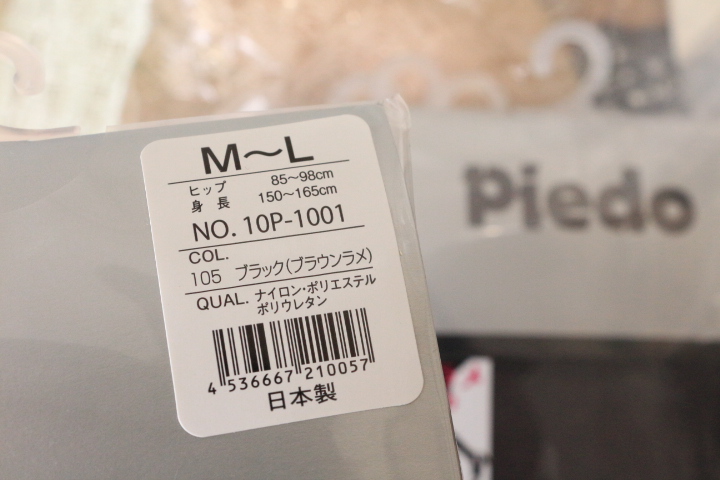 M～L
ヒップ 85～98cm
身長 150～165cm
NO. 10P-1001
COL.
105 ブラック(ブラウンラメ)
QUAL. ナイロン・ポリエステル
ポリウレタン
4 536667 210057
日本製
Piedo